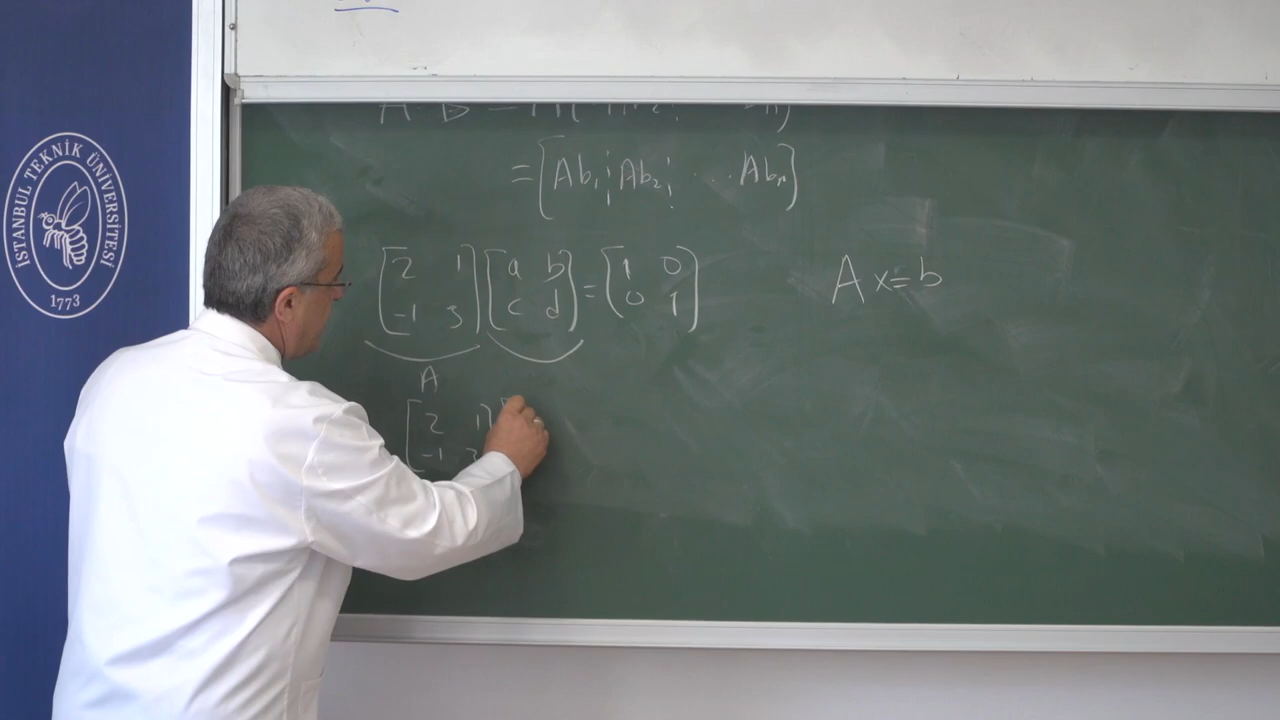 İSTANBUL TEKNİK ÜNİVERSİTESİ
1773
= [Ab₁ ¦ Ab₂ ¦ ... Abₙ]
[2 1] [a b] = [1 0]
[-1 3] [c d] [0 1]
A x = b
A
[2 1]
[-1 3